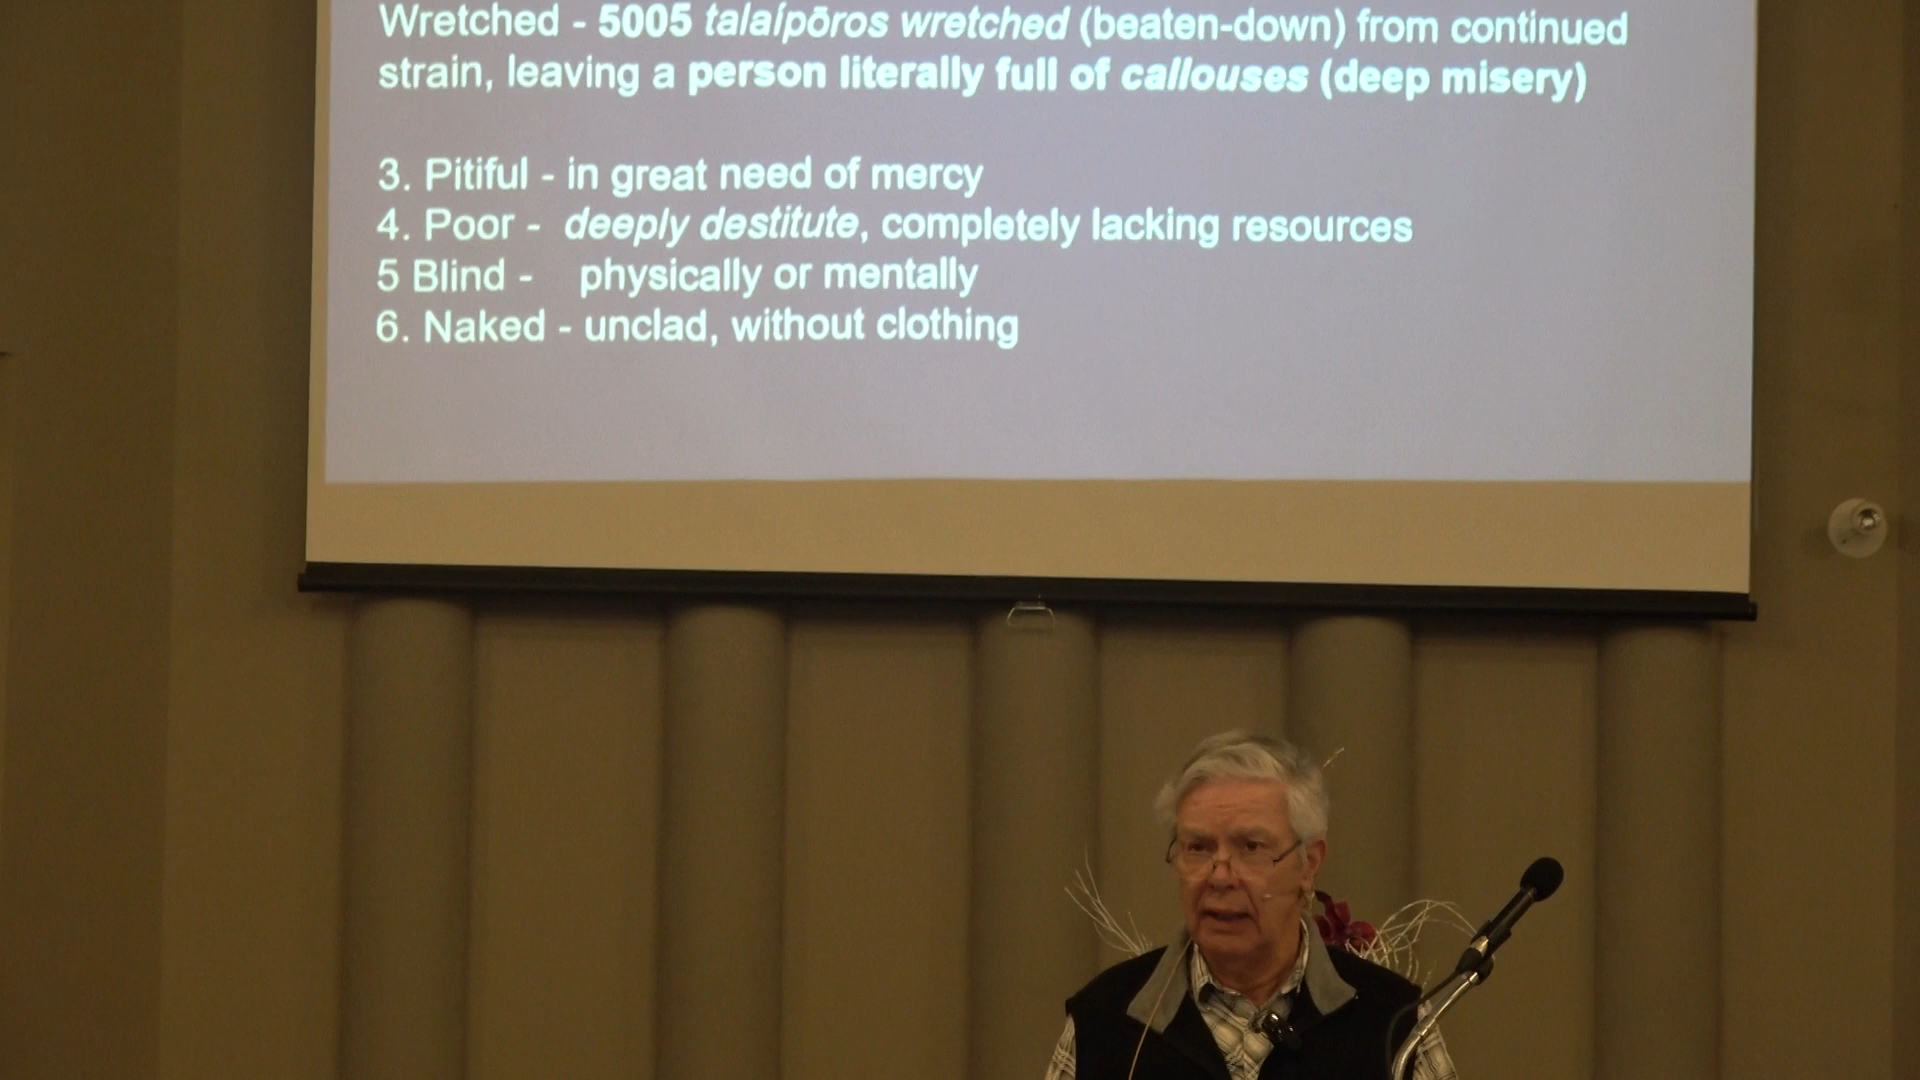 Wretched - 5005 talaípōros wretched (beaten-down) from continued
strain, leaving a person literally full of callouses (deep misery)
3. Pitiful - in great need of mercy
4. Poor - deeply destitute, completely lacking resources
5 Blind - physically or mentally
6. Naked - unclad, without clothing